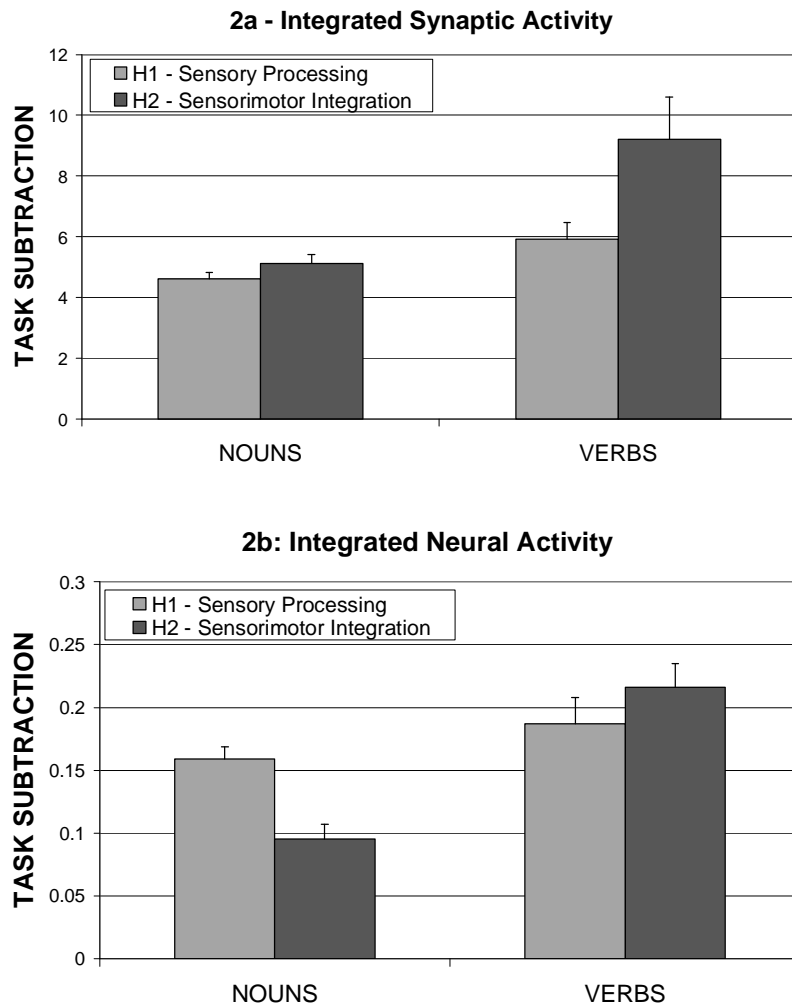 2a - Integrated Synaptic Activity
12
H1 - Sensory Processing
H2 - Sensorimotor Integration
10
8
6
4
2
0
TASK SUBTRACTION
NOUNS VERBS
2b: Integrated Neural Activity
0.3
H1 - Sensory Processing
H2 - Sensorimotor Integration
0.25
0.2
0.15
0.1
0.05
0
TASK SUBTRACTION
NOUNS VERBS